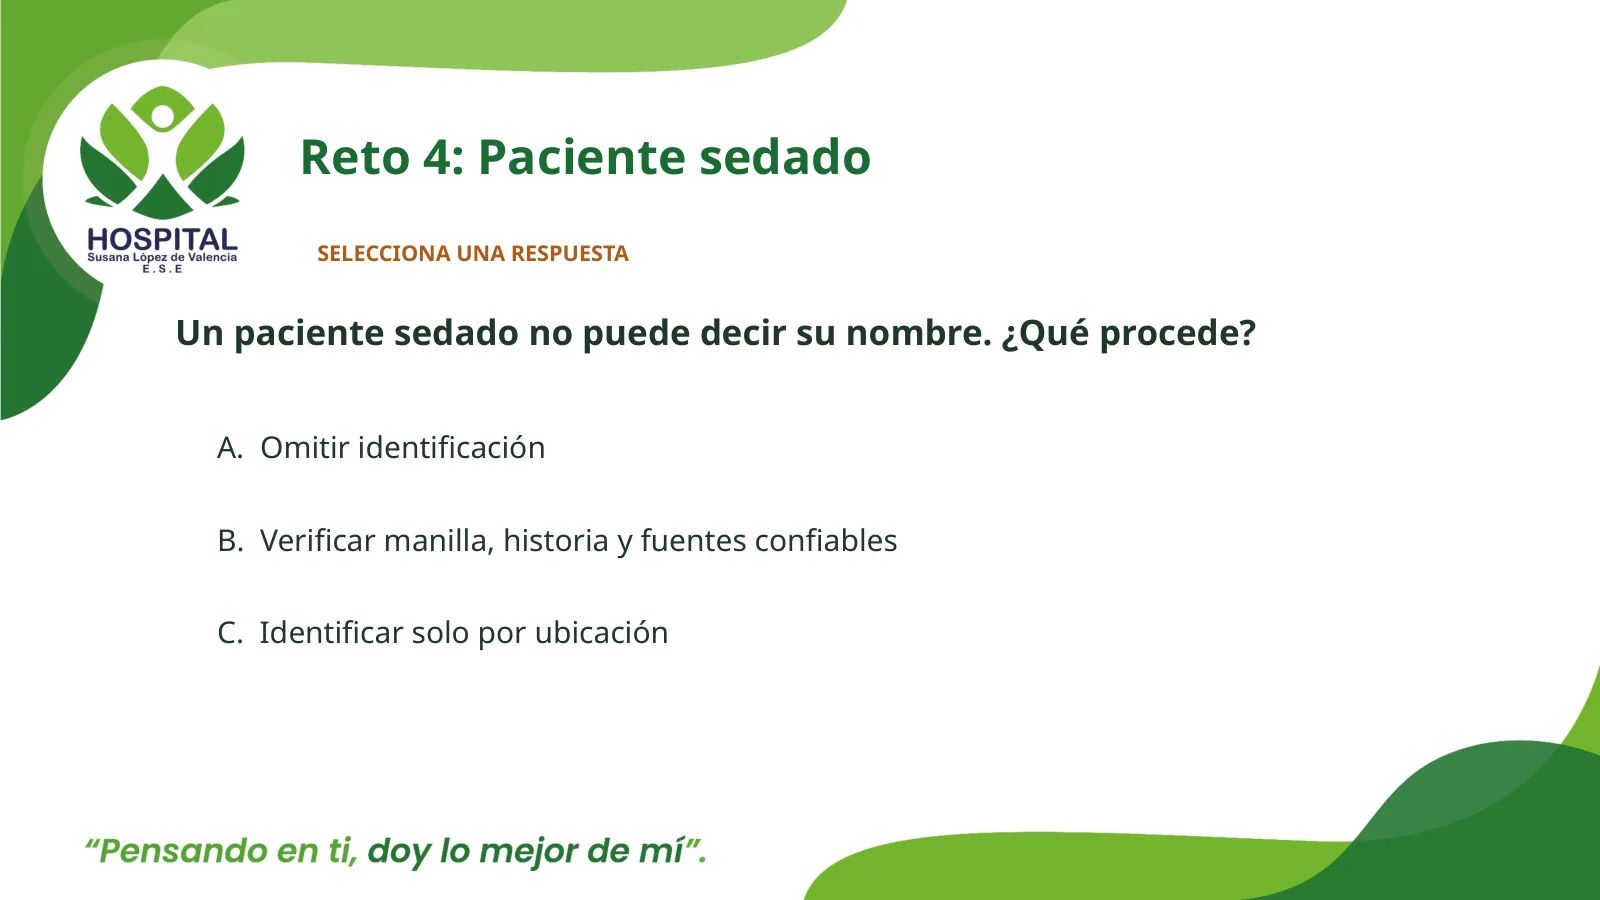 HOSPITAL
Susana López de Valencia
E.S.E
Reto 4: Paciente sedado
SELECCIONA UNA RESPUESTA
Un paciente sedado no puede decir su nombre. ¿Qué procede?
A. Omitir identificación
B. Verificar manilla, historia y fuentes confiables
C. Identificar solo por ubicación
“Pensando en ti, doy lo mejor de mí”.